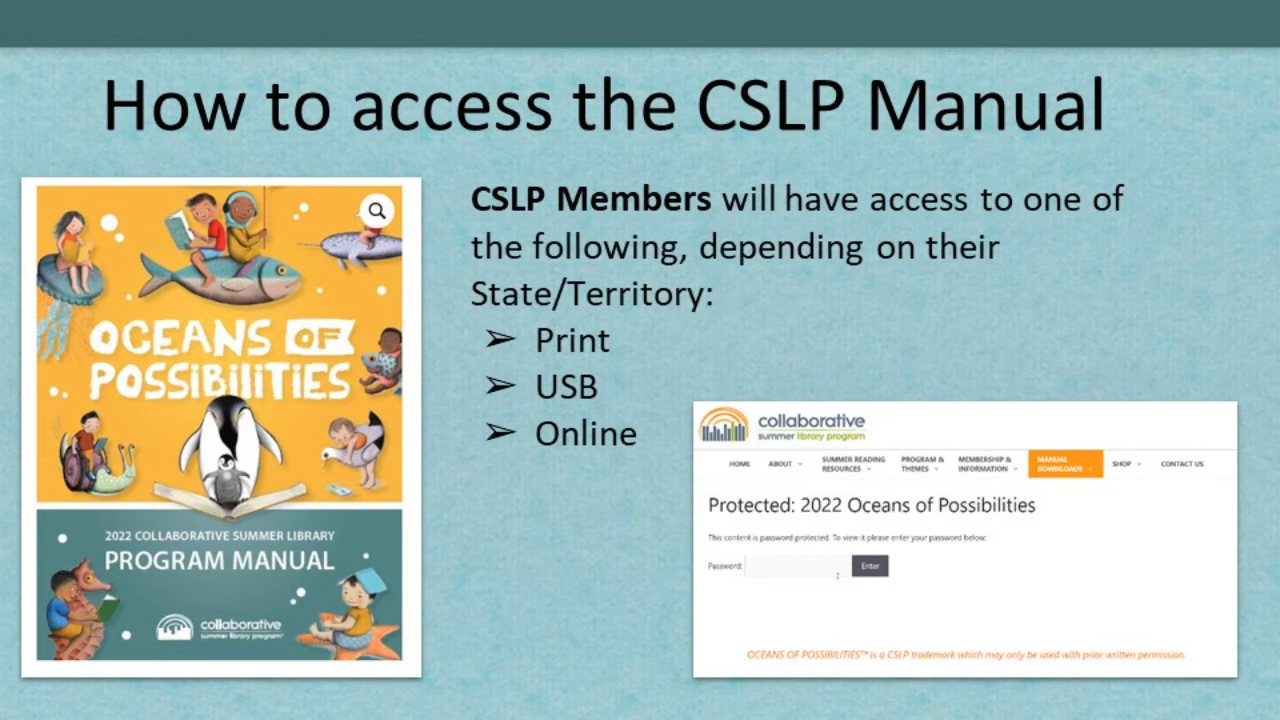 How to access the CSLP Manual
OCEANS OF
POSSIBILITIES
2022 COLLABORATIVE SUMMER LIBRARY
PROGRAM MANUAL
collaborative
summer library program
CSLP Members will have access to one of
the following, depending on their
State/Territory:
➢ Print
➢ USB
➢ Online
collaborative
summer library program
HOME ABOUT SUMMER READING RESOURCES PROGRAM & THEMES MEMBERSHIP & INFORMATION MANUAL DOWNLOADS SHOP CONTACT US
Protected: 2022 Oceans of Possibilities
This content is password protected. To view it please enter your password below:
Password: Enter
OCEANS OF POSSIBILITIES™ is a CSLP trademark which may only be used with prior written permission.